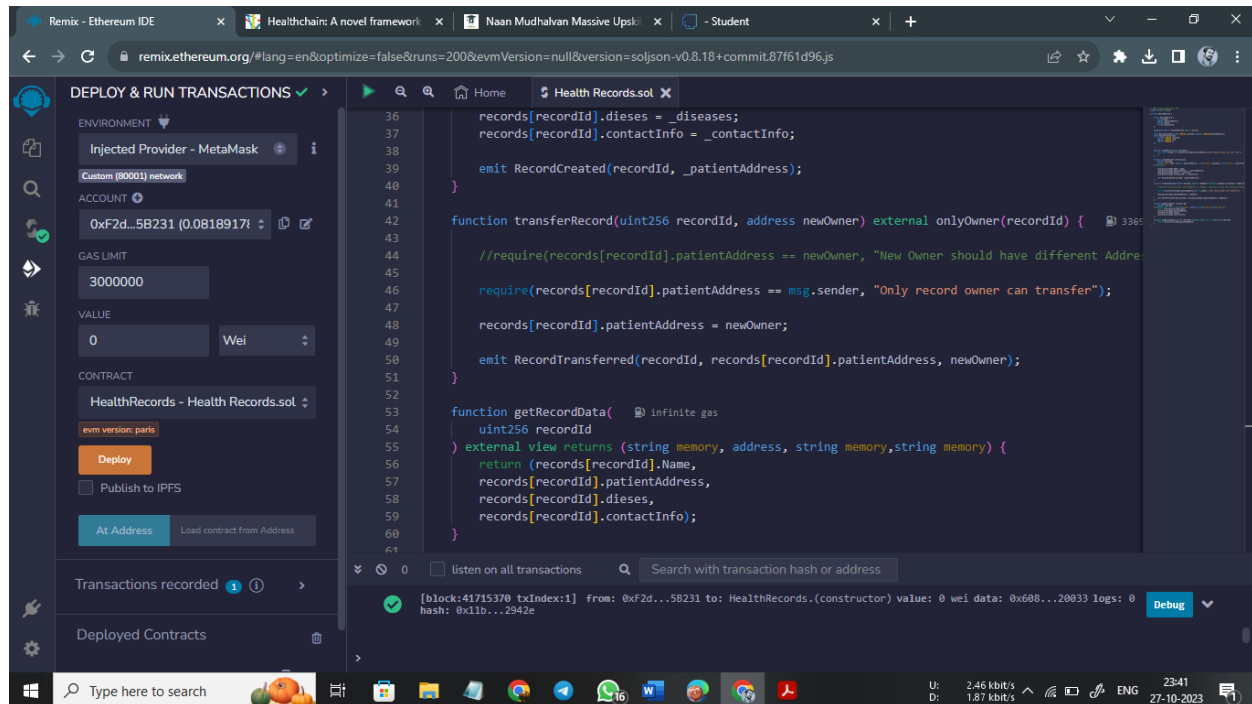 Remix - Ethereum IDE
Healthchain: A novel framework
Naan Mudhalvan Massive Upskil
- Student
remix.ethereum.org/#lang=en&optimize=false&runs=200&evmVersion=null&version=soljson-v0.8.18+commit.87f61d96.js
DEPLOY & RUN TRANSACTIONS
Home
Health Records.sol
ENVIRONMENT
Injected Provider - MetaMask
Custom (80001) network
ACCOUNT
0xF2d...5B231 (0.08189178
GAS LIMIT
3000000
VALUE
0
Wei
CONTRACT
HealthRecords - Health Records.sol
evm version: paris
Deploy
Publish to IPFS
At Address
Load contract from Address
Transactions recorded 1
Deployed Contracts
36 records[recordId].dieses = _diseases;
37 records[recordId].contactInfo = _contactInfo;
38
39 emit RecordCreated(recordId, _patientAddress);
40 }
41
42 function transferRecord(uint256 recordId, address newOwner) external onlyOwner(recordId) { 3365
43
44 //require(records[recordId].patientAddress == newOwner, "New Owner should have different Addre
45
46 require(records[recordId].patientAddress == msg.sender, "Only record owner can transfer");
47
48 records[recordId].patientAddress = newOwner;
49
50 emit RecordTransferred(recordId, records[recordId].patientAddress, newOwner);
51 }
52
53 function getRecordData( infinite gas
54 uint256 recordId
55 ) external view returns (string memory, address, string memory,string memory) {
56 return (records[recordId].Name,
57 records[recordId].patientAddress,
58 records[recordId].dieses,
59 records[recordId].contactInfo);
60 }
61
0
listen on all transactions
Search with transaction hash or address
[block:41715370 txIndex:1] from: 0xF2d...5B231 to: HealthRecords.(constructor) value: 0 wei data: 0x608...20033 logs: 0
hash: 0x11b...2942e
Debug
>
Type here to search
16
U: 2.46 kbit/s
D: 1.87 kbit/s
ENG
23:41
27-10-2023
1